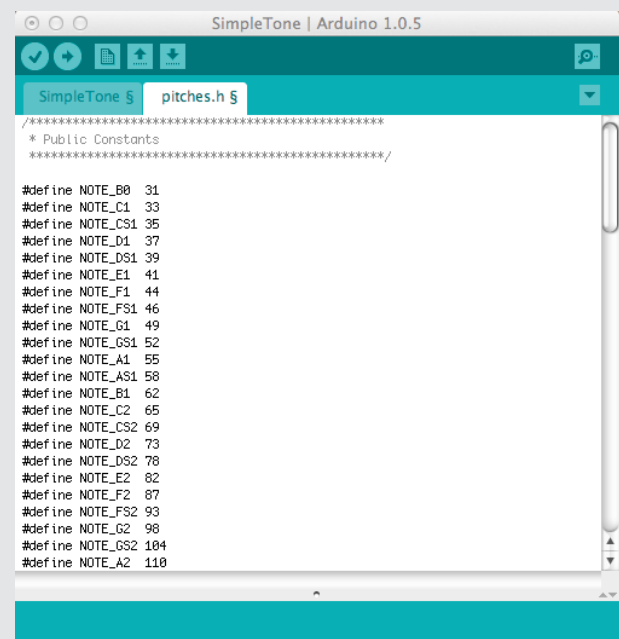 SimpleTone | Arduino 1.0.5
SimpleTone §
pitches.h §
/*************************************************
 * Public Constants
 *************************************************/
#define NOTE_B0  31
#define NOTE_C1  33
#define NOTE_CS1 35
#define NOTE_D1  37
#define NOTE_DS1 39
#define NOTE_E1  41
#define NOTE_F1  44
#define NOTE_FS1 46
#define NOTE_G1  49
#define NOTE_GS1 52
#define NOTE_A1  55
#define NOTE_AS1 58
#define NOTE_B1  62
#define NOTE_C2  65
#define NOTE_CS2 69
#define NOTE_D2  73
#define NOTE_DS2 78
#define NOTE_E2  82
#define NOTE_F2  87
#define NOTE_FS2 93
#define NOTE_G2  98
#define NOTE_GS2 104
#define NOTE_A2  110